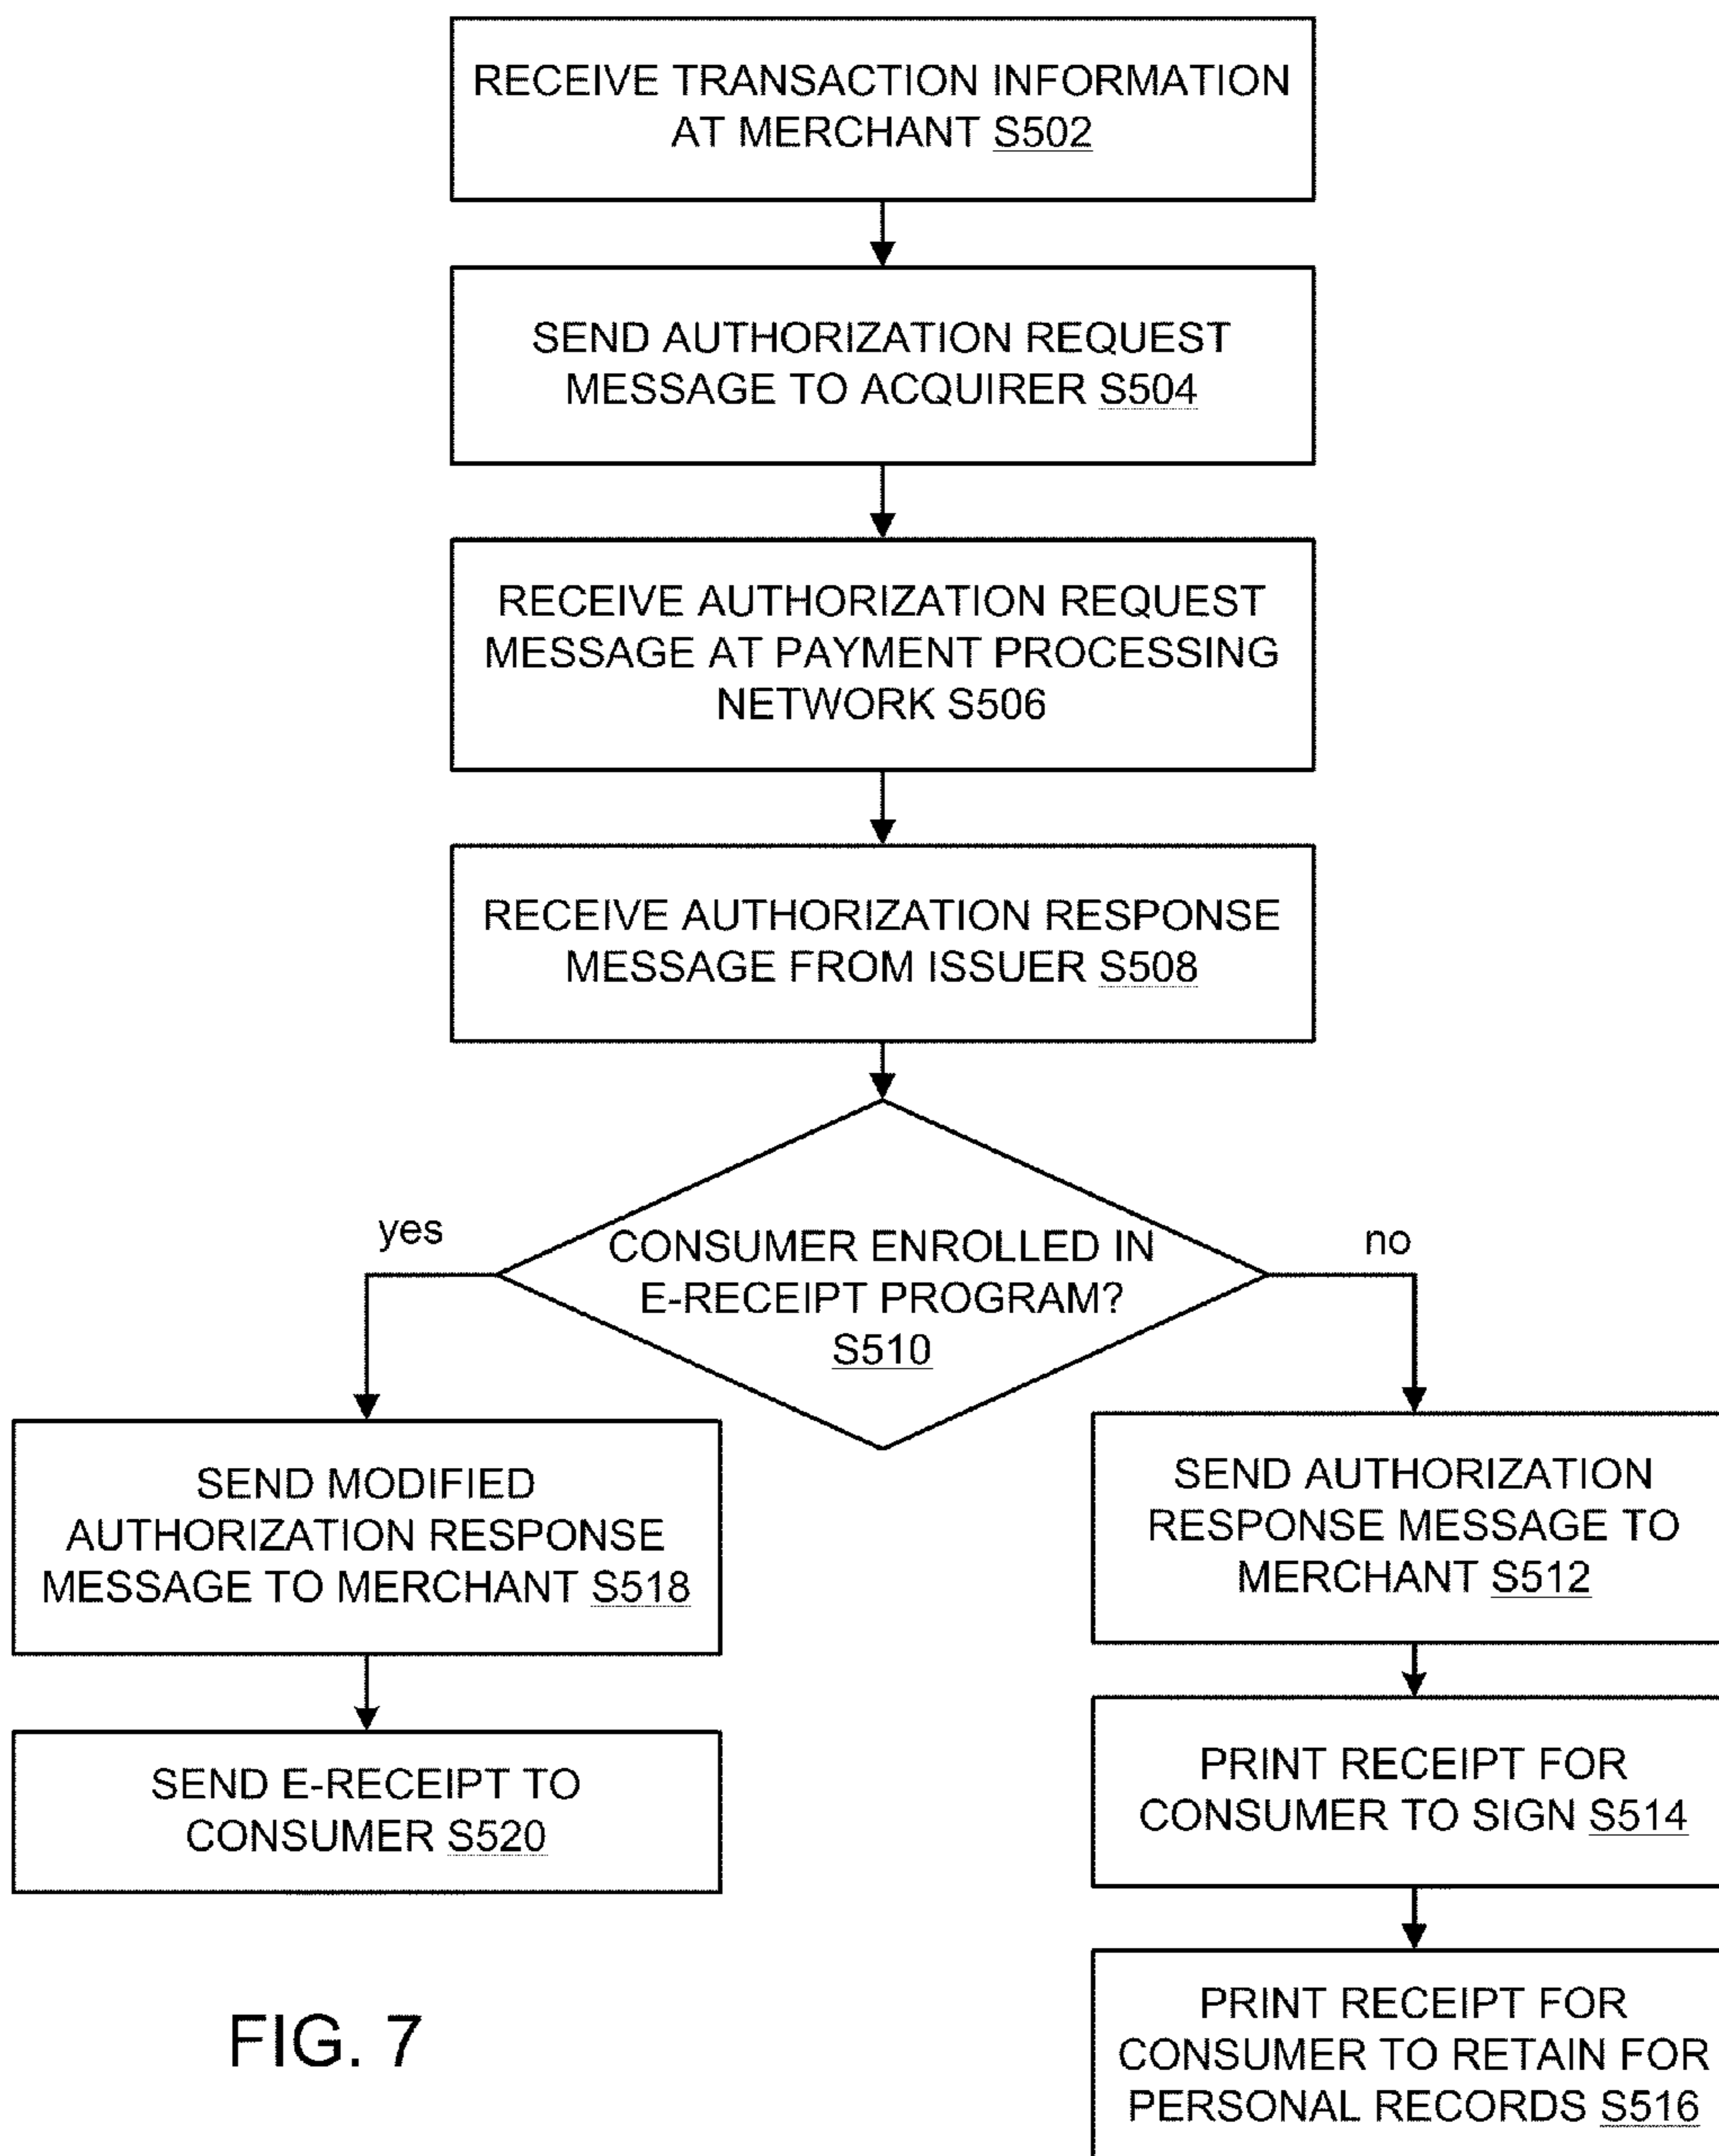 RECEIVE TRANSACTION INFORMATION
AT MERCHANT S502
SEND AUTHORIZATION REQUEST
MESSAGE TO ACQUIRER S504
RECEIVE AUTHORIZATION REQUEST
MESSAGE AT PAYMENT PROCESSING
NETWORK S506
RECEIVE AUTHORIZATION RESPONSE
MESSAGE FROM ISSUER S508
CONSUMER ENROLLED IN
E-RECEIPT PROGRAM?
S510
yes
SEND MODIFIED
AUTHORIZATION RESPONSE
MESSAGE TO MERCHANT S518
SEND E-RECEIPT TO
CONSUMER S520
no
SEND AUTHORIZATION
RESPONSE MESSAGE TO
MERCHANT S512
PRINT RECEIPT FOR
CONSUMER TO SIGN S514
PRINT RECEIPT FOR
CONSUMER TO RETAIN FOR
PERSONAL RECORDS S516
FIG. 7